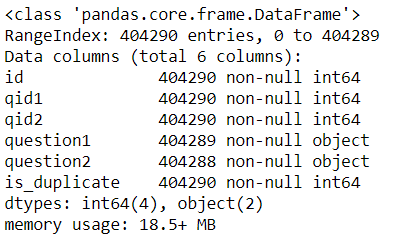 <class 'pandas.core.frame.DataFrame'>
RangeIndex: 404290 entries, 0 to 404289
Data columns (total 6 columns):
id              404290 non-null int64
qid1            404290 non-null int64
qid2            404290 non-null int64
question1       404289 non-null object
question2       404288 non-null object
is_duplicate    404290 non-null int64
dtypes: int64(4), object(2)
memory usage: 18.5+ MB